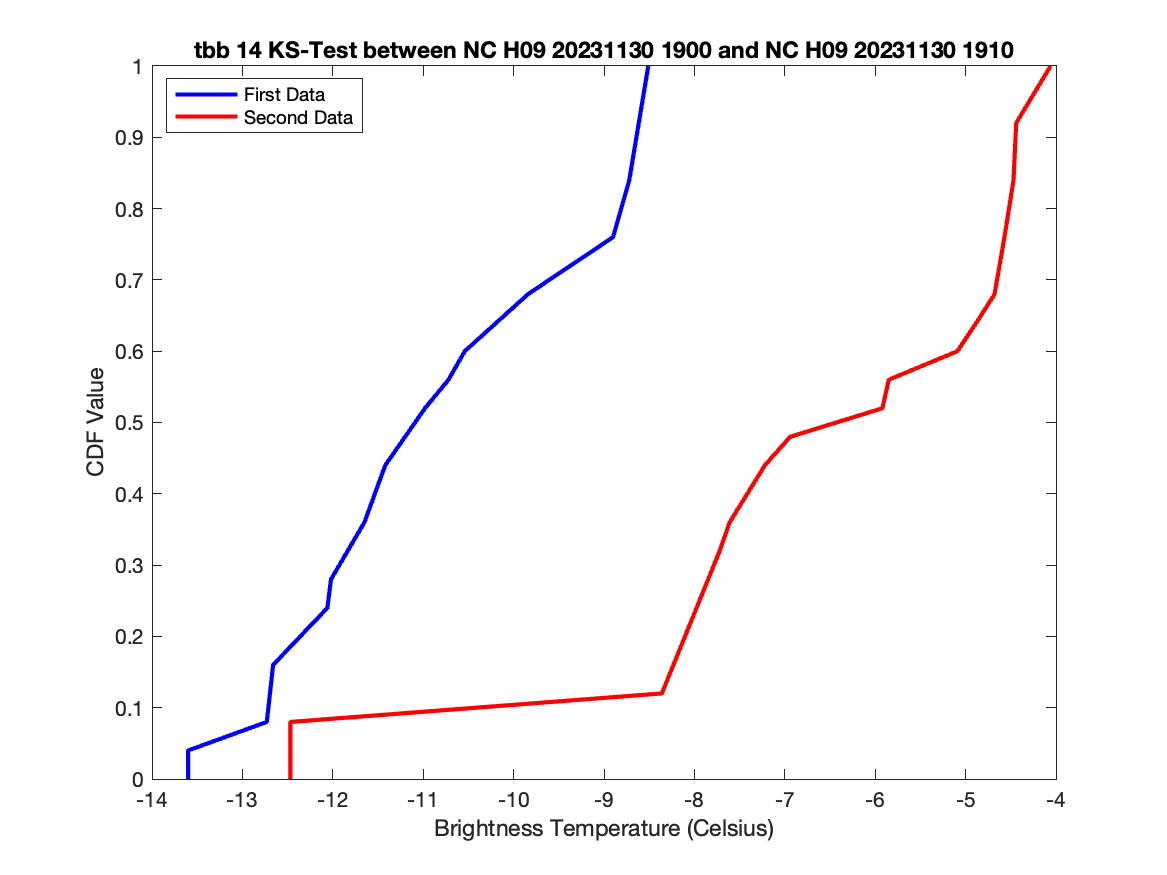 tbb 14 KS-Test between NC H09 20231130 1900 and NC H09 20231130 1910
First Data
Second Data
CDF Value
1
0.9
0.8
0.7
0.6
0.5
0.4
0.3
0.2
0.1
0
-14 -13 -12 -11 -10 -9 -8 -7 -6 -5 -4
Brightness Temperature (Celsius)